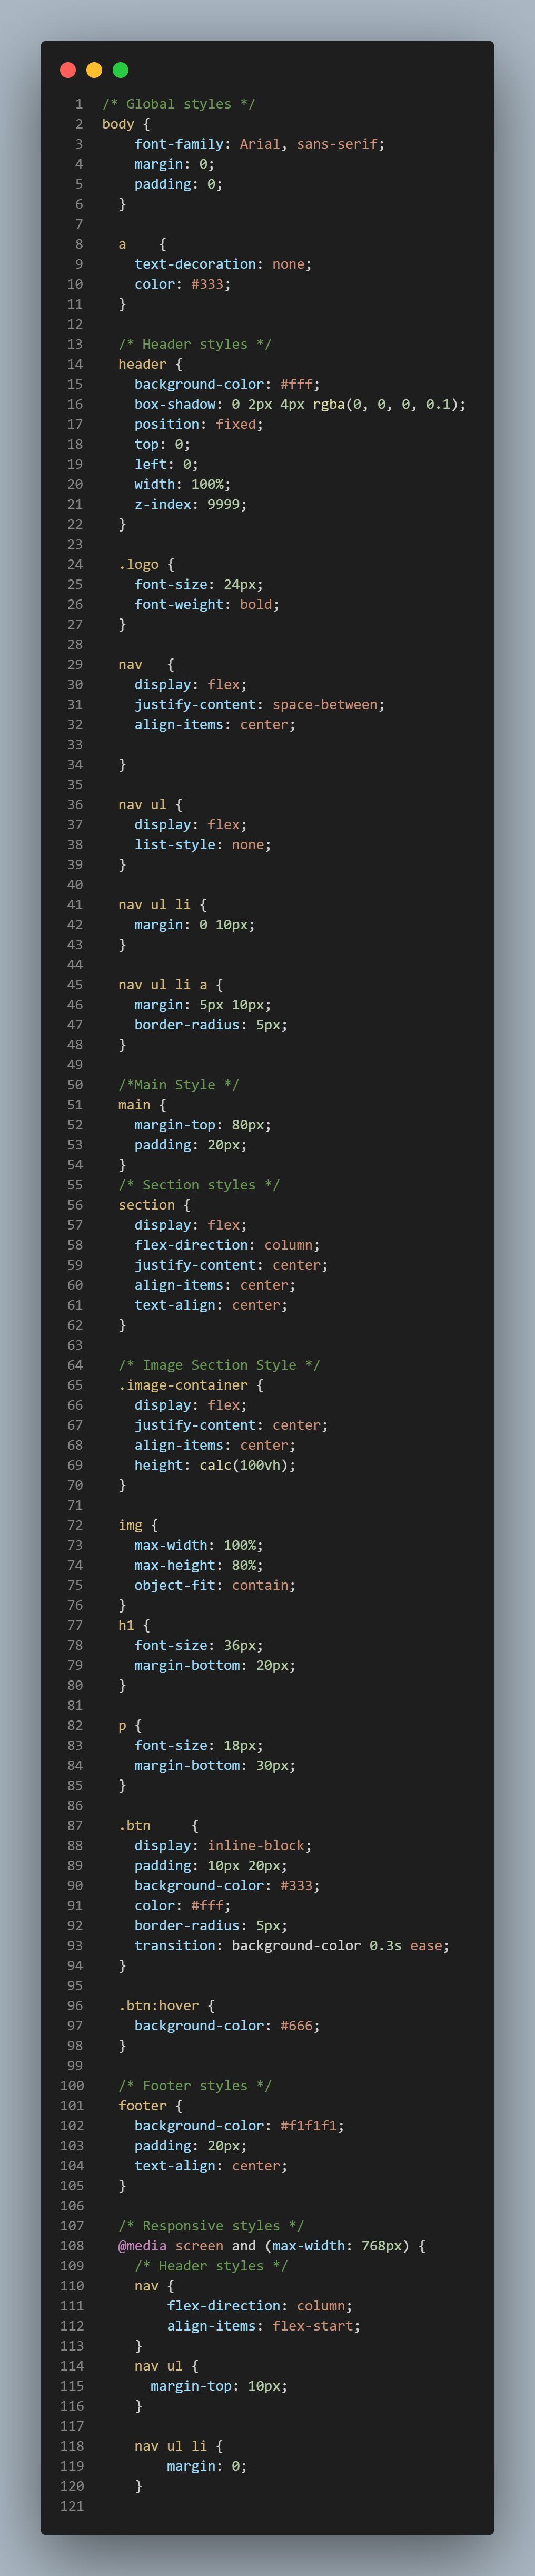 1 /* Global styles */
2 body {
3 font-family: Arial, sans-serif;
4 margin: 0;
5 padding: 0;
6 }
7
8 a    {
9 text-decoration: none;
10 color: #333;
11 }
12
13 /* Header styles */
14 header {
15 background-color: #fff;
16 box-shadow: 0 2px 4px rgba(0, 0, 0, 0.1);
17 position: fixed;
18 top: 0;
19 left: 0;
20 width: 100%;
21 z-index: 9999;
22 }
23
24 .logo {
25 font-size: 24px;
26 font-weight: bold;
27 }
28
29 nav   {
30 display: flex;
31 justify-content: space-between;
32 align-items: center;
33
34 }
35
36 nav ul {
37 display: flex;
38 list-style: none;
39 }
40
41 nav ul li {
42 margin: 0 10px;
43 }
44
45 nav ul li a {
46 margin: 5px 10px;
47 border-radius: 5px;
48 }
49
50 /*Main Style */
51 main {
52 margin-top: 80px;
53 padding: 20px;
54 }
55 /* Section styles */
56 section {
57 display: flex;
58 flex-direction: column;
59 justify-content: center;
60 align-items: center;
61 text-align: center;
62 }
63
64 /* Image Section Style */
65 .image-container {
66 display: flex;
67 justify-content: center;
68 align-items: center;
69 height: calc(100vh);
70 }
71
72 img {
73 max-width: 100%;
74 max-height: 80%;
75 object-fit: contain;
76 }
77 h1 {
78 font-size: 36px;
79 margin-bottom: 20px;
80 }
81
82 p {
83 font-size: 18px;
84 margin-bottom: 30px;
85 }
86
87 .btn     {
88 display: inline-block;
89 padding: 10px 20px;
90 background-color: #333;
91 color: #fff;
92 border-radius: 5px;
93 transition: background-color 0.3s ease;
94 }
95
96 .btn:hover {
97 background-color: #666;
98 }
99
100 /* Footer styles */
101 footer {
102 background-color: #f1f1f1;
103 padding: 20px;
104 text-align: center;
105 }
106
107 /* Responsive styles */
108 @media screen and (max-width: 768px) {
109 /* Header styles */
110 nav {
111 flex-direction: column;
112 align-items: flex-start;
113 }
114 nav ul {
115 margin-top: 10px;
116 }
117
118 nav ul li {
119 margin: 0;
120 }
121